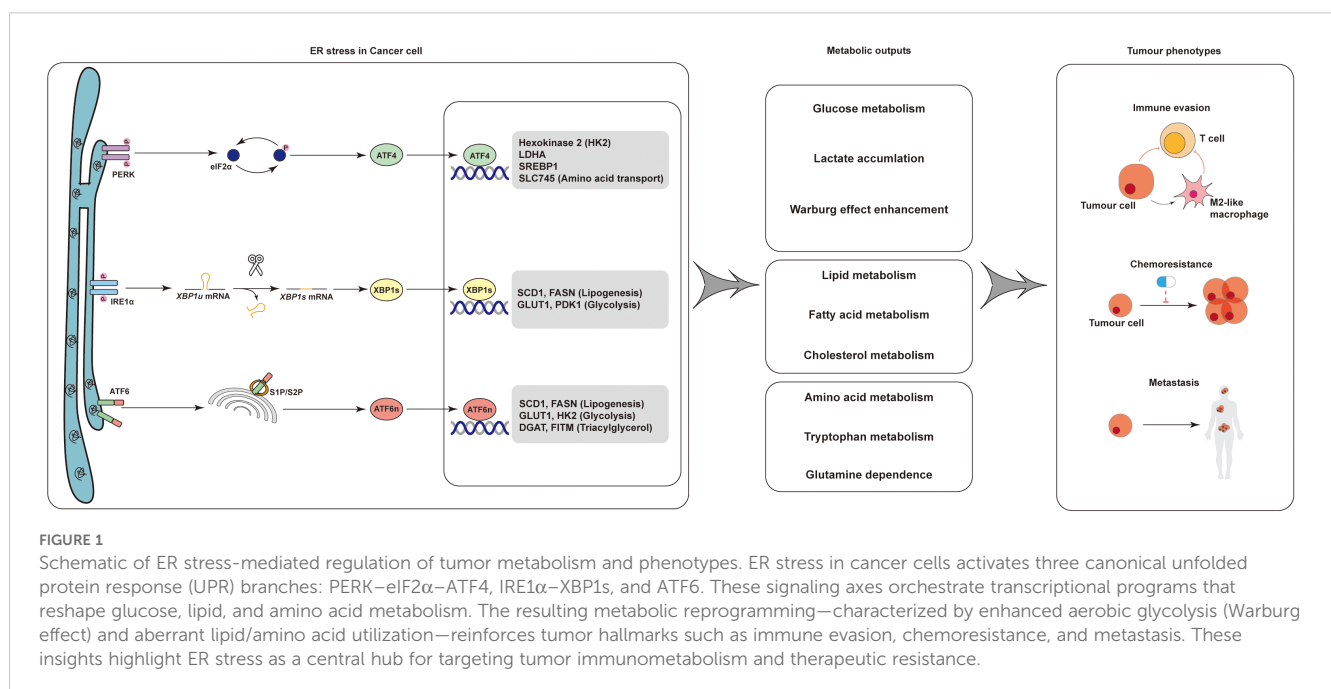 ER stress in Cancer cell
Metabolic outputs
Tumour phenotypes
P
P
PERK
eIF2α
P
ATF4
ATF4
Hexokinase 2 (HK2)
LDHA
SREBP1
SLC745 (Amino acid transport)
P
P
IRE1α
XBP1u mRNA
XBP1s mRNA
XBP1s
XBP1s
SCD1, FASN (Lipogenesis)
GLUT1, PDK1 (Glycolysis)
ATF6
S1P/S2P
ATF6n
ATF6n
SCD1, FASN (Lipogenesis)
GLUT1, HK2 (Glycolysis)
DGAT, FITM (Triacylglycerol)
Glucose metabolism
Lactate accumlation
Warburg effect enhancement
Lipid metabolism
Fatty acid metabolism
Cholesterol metabolism
Amino acid metabolism
Tryptophan metabolism
Glutamine dependence
Immune evasion
T cell
Tumour cell
M2-like
macrophage
Chemoresistance
Tumour cell
Metastasis
FIGURE 1
Schematic of ER stress-mediated regulation of tumor metabolism and phenotypes. ER stress in cancer cells activates three canonical unfolded
protein response (UPR) branches: PERK–eIF2α–ATF4, IRE1α–XBP1s, and ATF6. These signaling axes orchestrate transcriptional programs that
reshape glucose, lipid, and amino acid metabolism. The resulting metabolic reprogramming—characterized by enhanced aerobic glycolysis (Warburg
effect) and aberrant lipid/amino acid utilization—reinforces tumor hallmarks such as immune evasion, chemoresistance, and metastasis. These
insights highlight ER stress as a central hub for targeting tumor immunometabolism and therapeutic resistance.